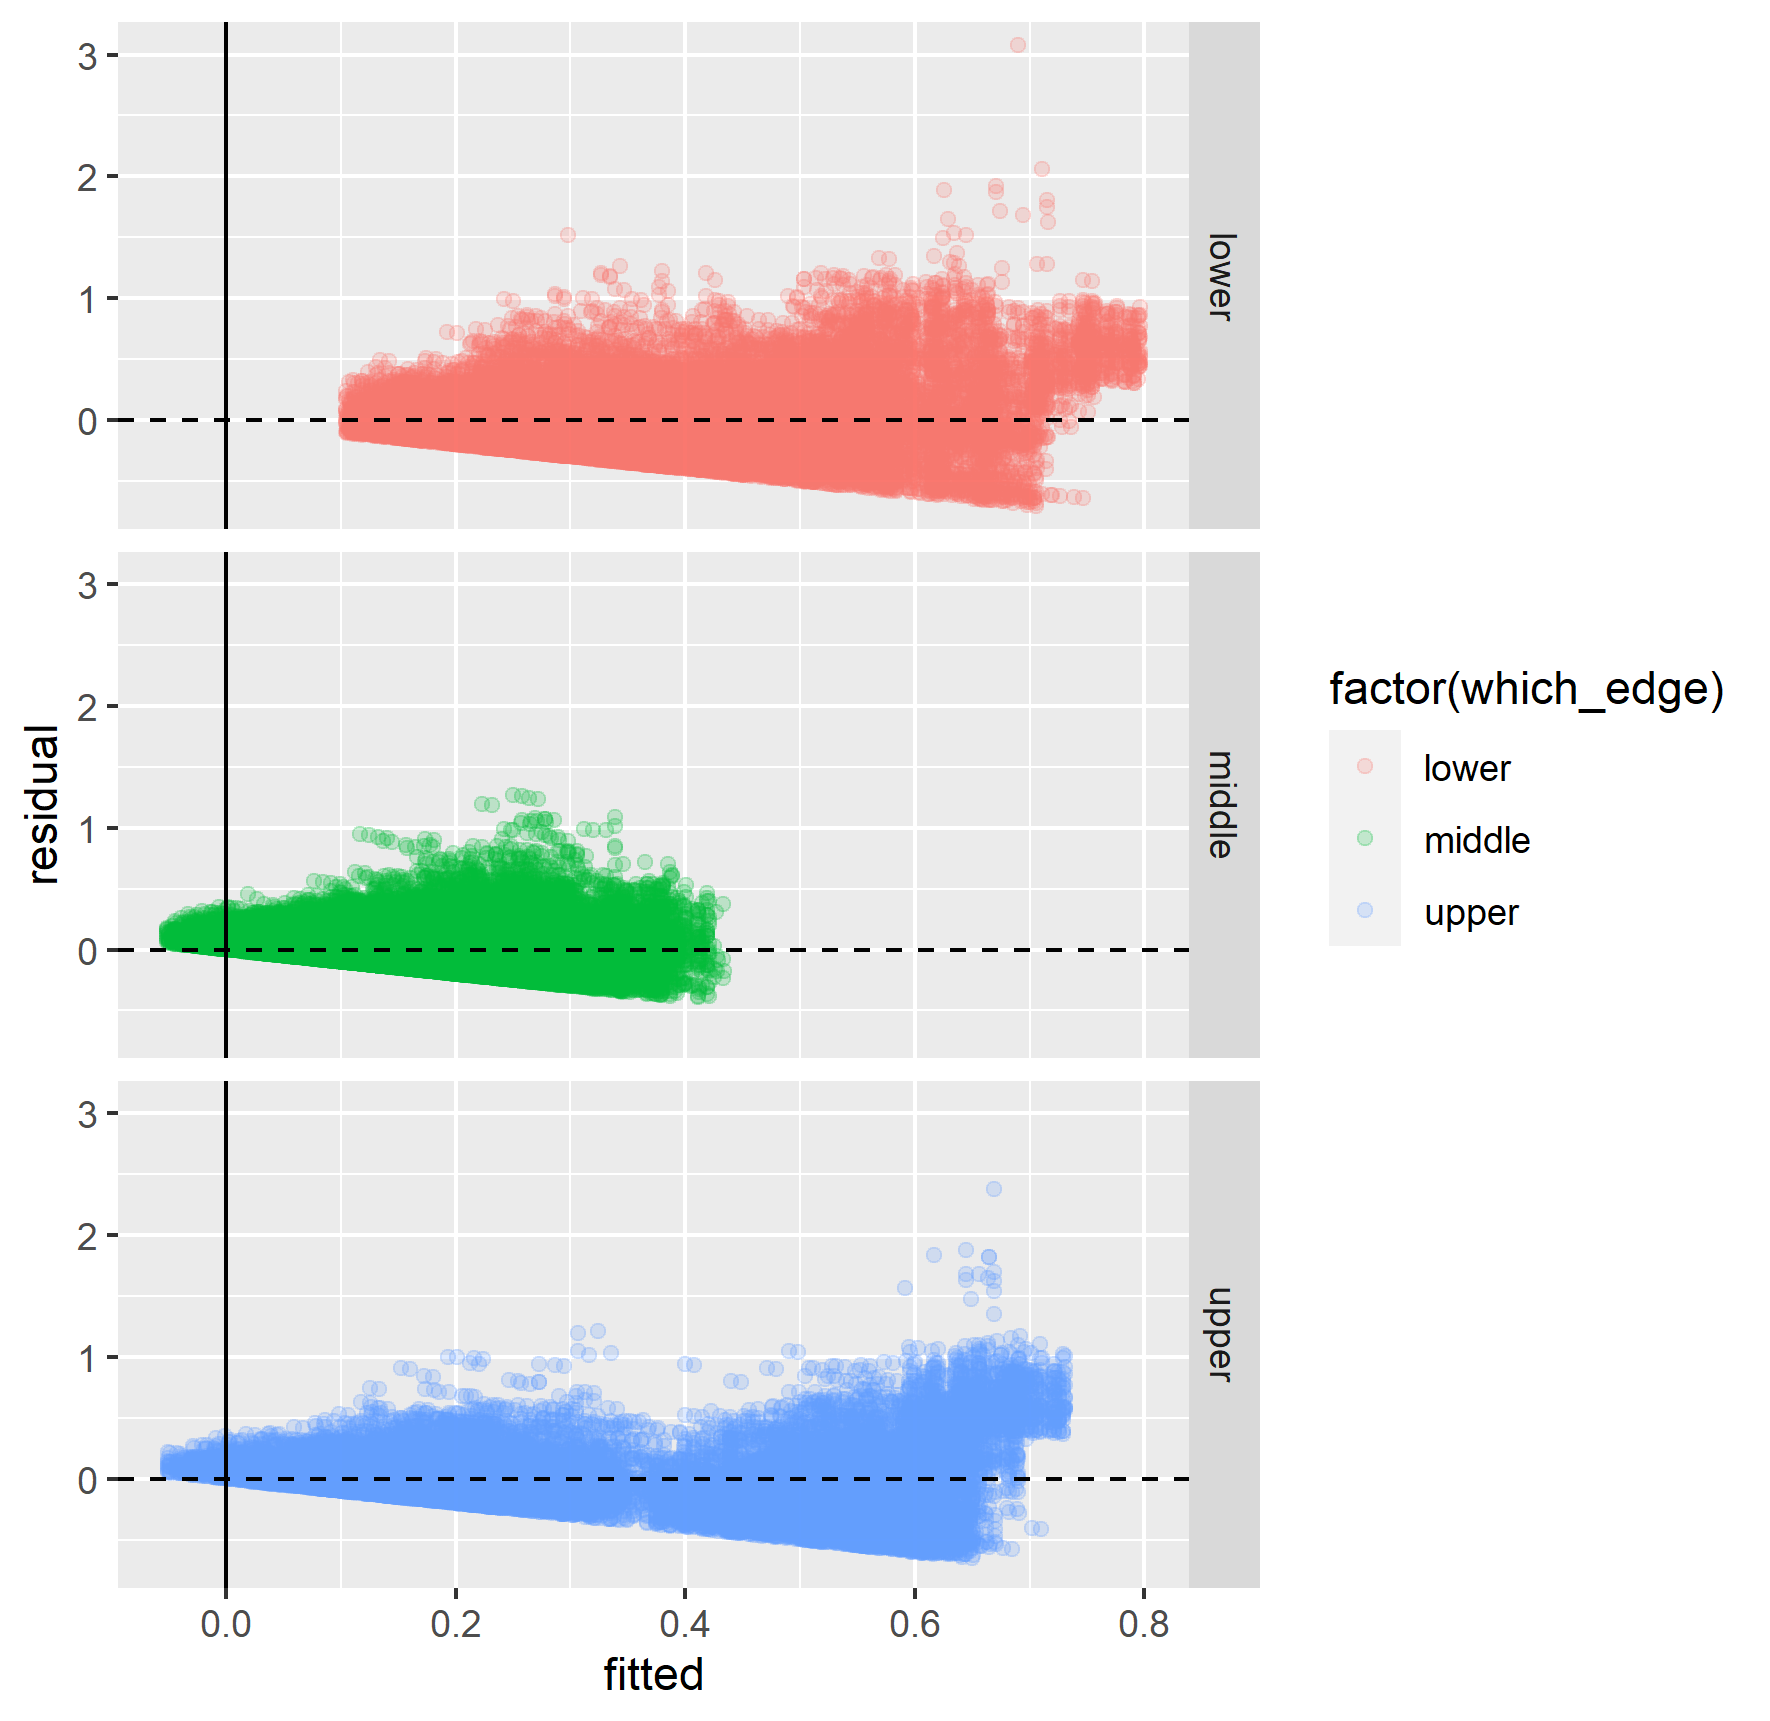 3
2
1
0
lower
3
2
1
0
middle
3
2
1
0
upper
0.0 0.2 0.4 0.6 0.8
fitted
residual
factor(which_edge)
lower
middle
upper